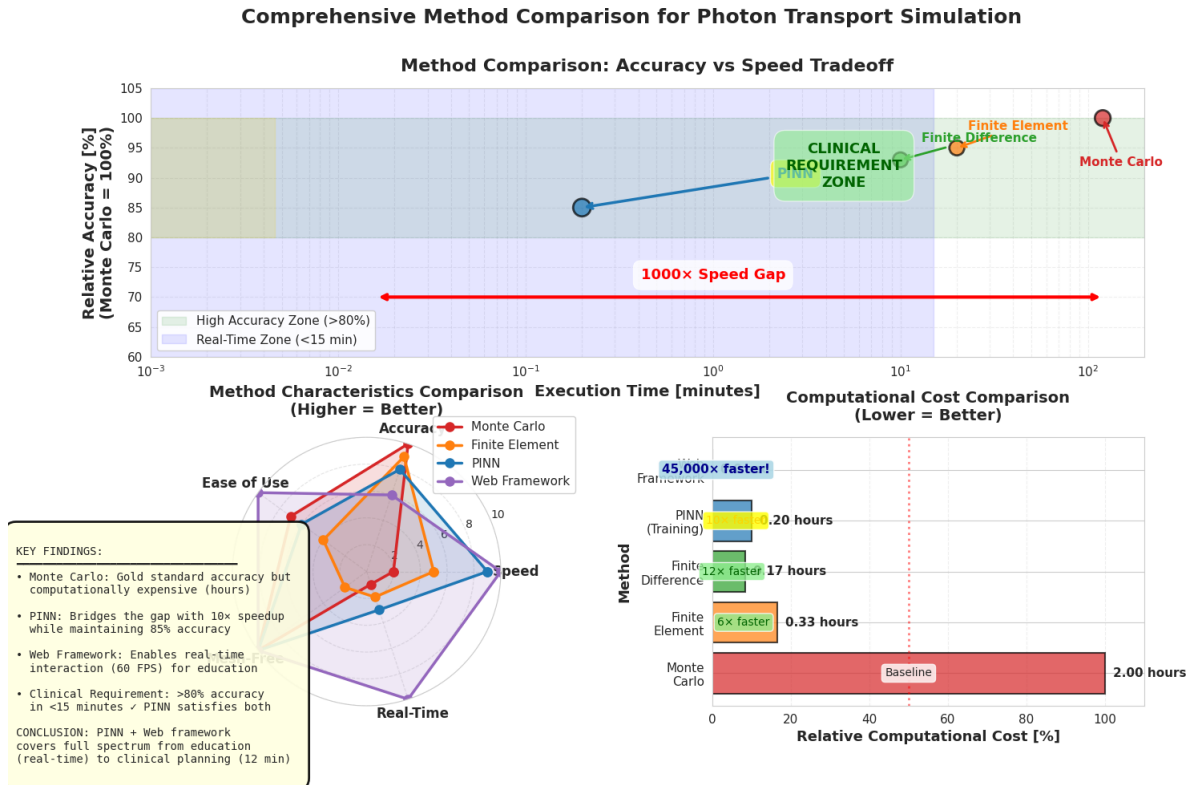 Comprehensive Method Comparison for Photon Transport Simulation
Method Comparison: Accuracy vs Speed Tradeoff
Relative Accuracy [%]
(Monte Carlo = 100%)
105
100
95
90
85
80
75
70
65
60
Finite Element
Finite Difference
Monte Carlo
CLINICAL
REQUIREMENT
ZONE
PINN
1000× Speed Gap
High Accuracy Zone (>80%)
Real-Time Zone (<15 min)
10⁻³
10⁻²
10⁻¹
10⁰
10¹
10²
Execution Time [minutes]
Method Characteristics Comparison
(Higher = Better)
Accuracy
Ease of Use
Speed
Real-Time
2
4
6
8
10
Monte Carlo
Finite Element
PINN
Web Framework
KEY FINDINGS:
• Monte Carlo: Gold standard accuracy but
computationally expensive (hours)
• PINN: Bridges the gap with 10× speedup
while maintaining 85% accuracy
• Web Framework: Enables real-time
interaction (60 FPS) for education
• Clinical Requirement: >80% accuracy
in <15 minutes ✓ PINN satisfies both
CONCLUSION: PINN + Web framework
covers full spectrum from education
(real-time) to clinical planning (12 min)
Computational Cost Comparison
(Lower = Better)
Method
Framework
45,000× faster!
PINN
(Training)
0.20 hours
Finite
Difference
12× faster
17 hours
Finite
Element
6× faster
0.33 hours
Monte
Carlo
Baseline
2.00 hours
0
20
40
60
80
100
Relative Computational Cost [%]